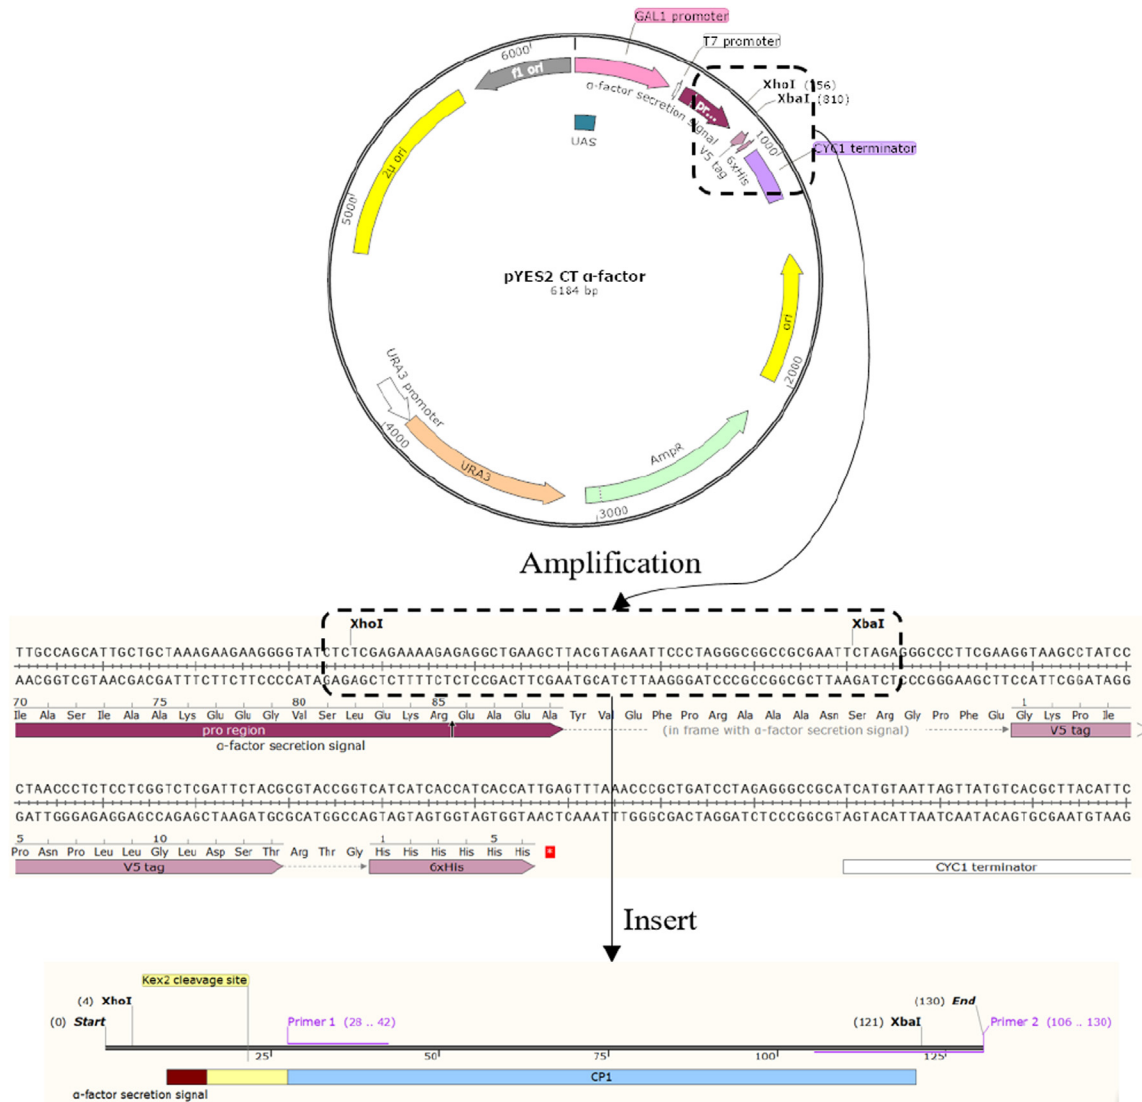 GAL1 promoter
6000
T7 promoter
f1 ori
α-factor secretion signal
XhoI (756)
XbaI (810)
pr...
UAS
V5 tag
6xHis
1000
CYC1 terminator
2μ ori
5000
pYES2 CT α-factor
6184 bp
ori
2000
URA3 promoter
4000
URA3
AmpR
3000
Amplification
XhoI XbaI
TTGCCAGCATTGCTGCTAAAGAAGAAGGGGTATCTCTCGAGAAAAGAGAGGCTGAAGCTTACGTAGAATTCCCTAGGGCGGCCGCGAATTCTAGAGGGCCCTTCGAAGGTAAGCCTATCC
AACGGTCGTAACGACGATTTCTTCTTCCCCATAGAGAGCTCTTTTCTCTCCGACTTCGAATGCATCTTAAGGGATCCCGCCGGCGCTTAAGATCTCCCGGGAAGCTTCCATTCGGATAGG
70 75 80 85 1
Ile Ala Ser Ile Ala Ala Lys Glu Glu Gly Val Ser Leu Glu Lys Arg Glu Ala Glu Ala Tyr Val Glu Phe Pro Arg Ala Ala Ala Asn Ser Arg Gly Pro Phe Glu Gly Lys Pro Ile
pro region (in frame with α-factor secretion signal) V5 tag
α-factor secretion signal
CTAACCCTCTCCTCGGTCTCGATTCTACGCGTACCGGTCATCATCACCATCACCATTGAGTTTAAACCCGCTGATCCTAGAGGGCCGCATCATGTAATTAGTTATGTCACGCTTACATTC
GATTGGGAGAGGAGCCAGAGCTAAGATGCGCATGGCCAGTAGTAGTGGTAGTGGTAACTCAAATTTGGGCGACTAGGATCTCCCGGCGTAGTACATTAATCAATACAGTGCGAATGTAAG
5 10 1 5
Pro Asn Pro Leu Leu Gly Leu Asp Ser Thr Arg Thr Gly His His His His His His *
V5 tag 6xHis CYC1 terminator
Insert
Kex2 cleavage site
(4) XhoI (130) End
(0) Start Primer 1 (28 .. 42) (121) XbaI Primer 2 (106 .. 130)
25 50 75 100 125
CP1
α-factor secretion signal